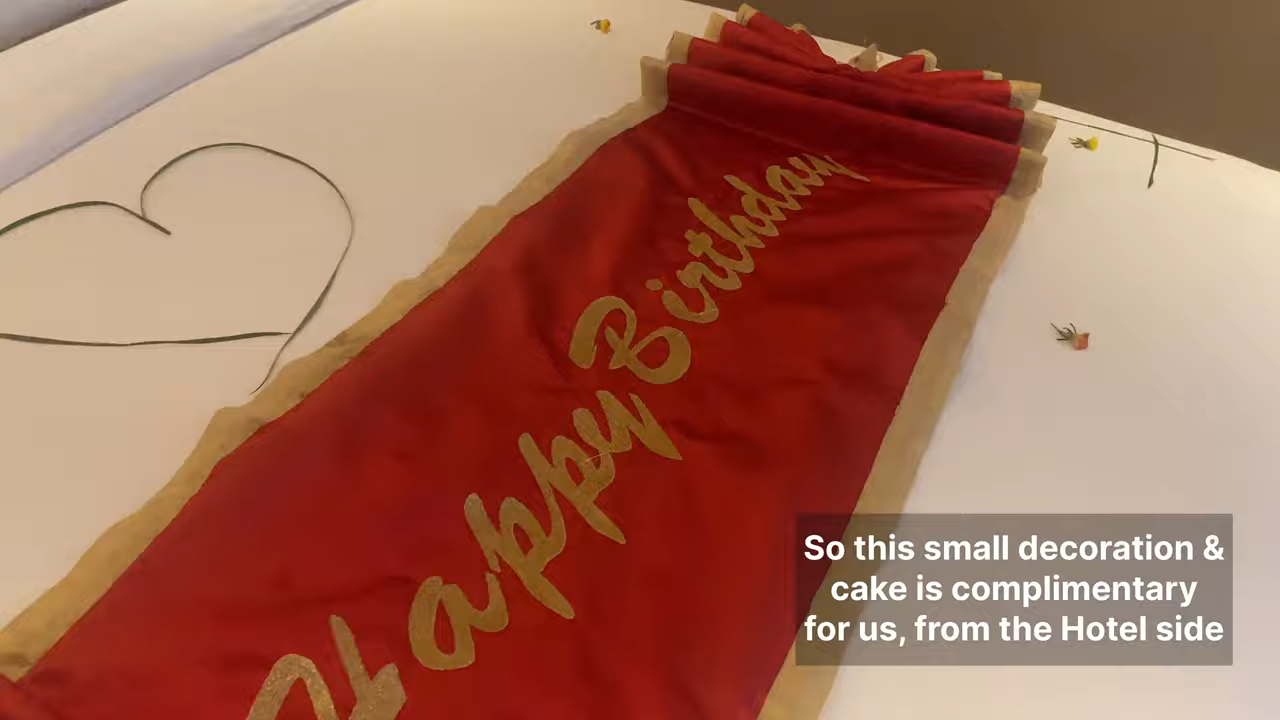 Happy Birthday
So this small decoration &
cake is complimentary
for us, from the Hotel side